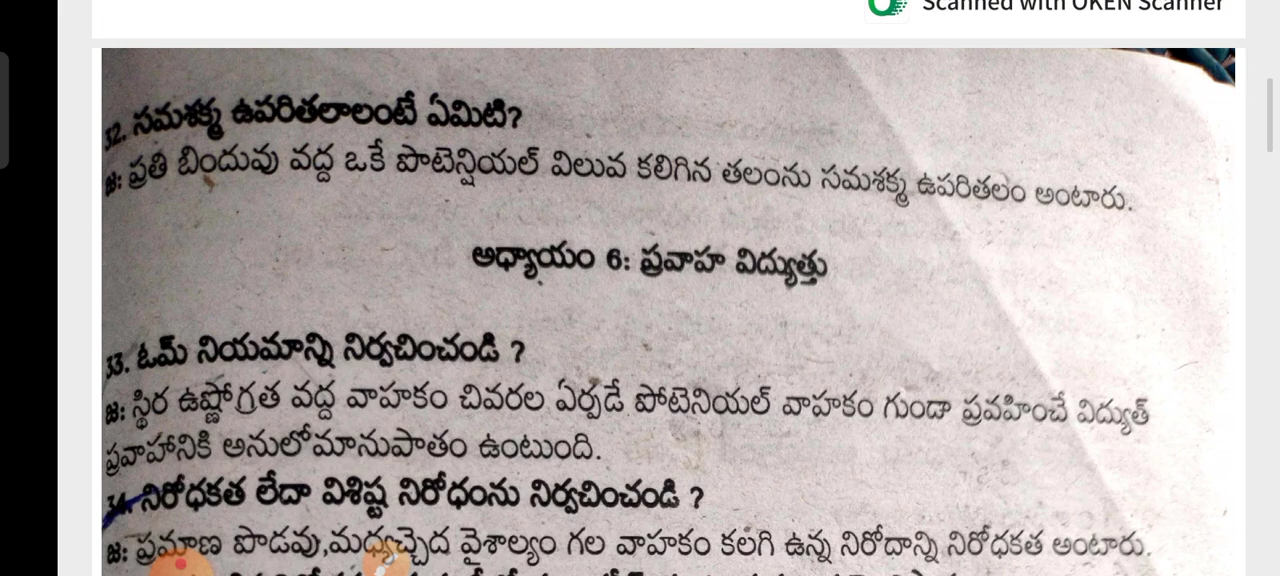 Scanned with OKEN Scanner
32. సమశక్మ ఉపరితలాలంటే ఏమిటి?
జ: ప్రతి బిందువు వద్ద ఒకే పొటెన్షియల్ విలువ కలిగిన తలంను సమశక్మ ఉపరితలం అంటారు.
అధ్యాయం 6: ప్రవాహ విద్యుత్తు
33. ఓమ్ నియమాన్ని నిర్వచించండి ?
జ: స్థిర ఉష్ణోగ్రత వద్ద వాహకం చివరల ఏర్పడే పోటెనియల్ వాహకం గుండా ప్రవహించే విద్యుత్
ప్రవాహానికి అనులోమానుపాతం ఉంటుంది.
34. నిరోధకత లేదా విశిష్ట నిరోధంను నిర్వచించండి ?
జ: ప్రమాణ పొడవు,మధ్యచ్చెద వైశాల్యం గల వాహకం కలగి ఉన్న నిరోదాన్ని నిరోధకత అంటారు.